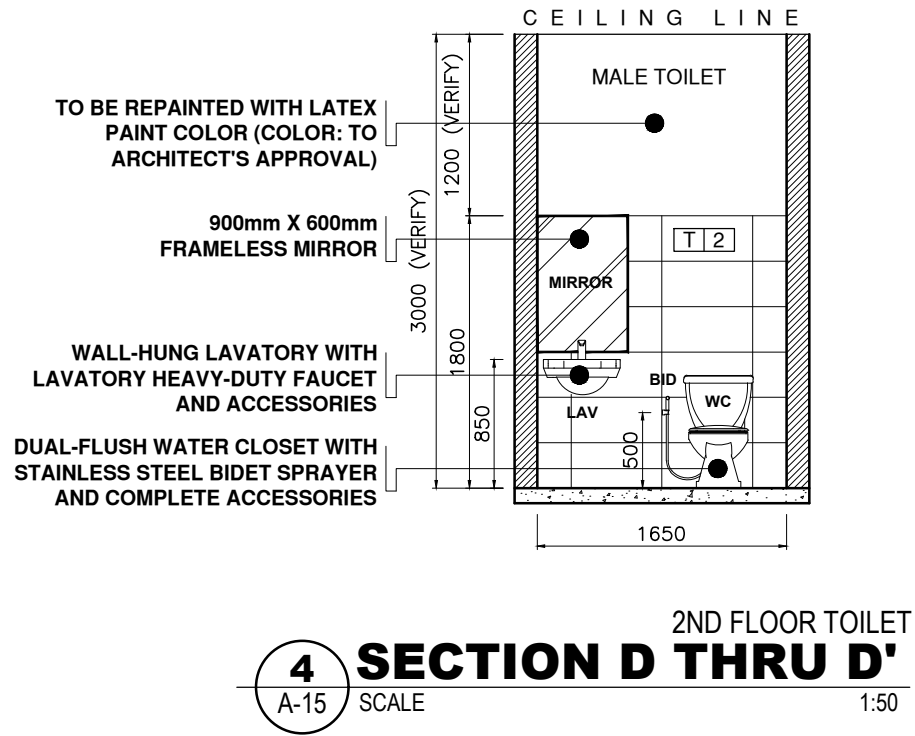 CEILING LINE
MALE TOILET
TO BE REPAINTED WITH LATEX
PAINT COLOR (COLOR: TO
ARCHITECT'S APPROVAL)
1200 (VERIFY)
3000 (VERIFY)
900mm X 600mm
FRAMELESS MIRROR
T 2
MIRROR
1800
WALL-HUNG LAVATORY WITH
LAVATORY HEAVY-DUTY FAUCET
AND ACCESSORIES
BID
WC
LAV
850
500
DUAL-FLUSH WATER CLOSET WITH
STAINLESS STEEL BIDET SPRAYER
AND COMPLETE ACCESSORIES
1650
2ND FLOOR TOILET
4
SECTION D THRU D'
A-15
SCALE 1:50